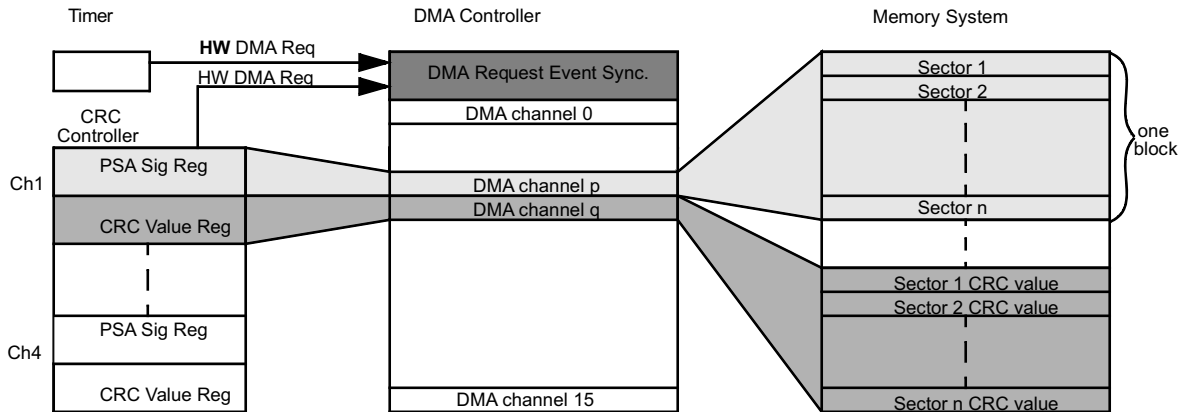 Timer
DMA Controller
Memory System
HW DMA Req
HW DMA Req
DMA Request Event Sync.
DMA channel 0
CRC
Controller
Ch1
PSA Sig Reg
CRC Value Reg
DMA channel p
DMA channel q
Sector 1
Sector 2
Sector n
one
block
Sector 1 CRC value
Sector 2 CRC value
Ch4
PSA Sig Reg
CRC Value Reg
DMA channel 15
Sector n CRC value